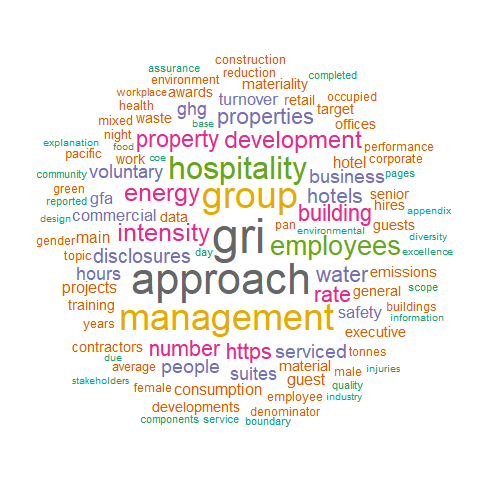 construction
assurance reduction completed
environment materiality
workplace awards turnover retail occupied
health ghg properties target
mixed waste base offices
explanation night property development performance
pacific food work coe hospitality hotel corporate
community voluntary business pages
green energy group hotels senior
reported gfa hires appendix
design commercial data building guests
gender main intensity gri pan environmental diversity
topic disclosures day employees excellence
hours approach water emissions
projects rate general scope
training management safety buildings
years information
contractors number https serviced executive
due tonnes
average people suites material male injuries
stakeholders female consumption guest quality
developments employee industry
components service boundary denominator